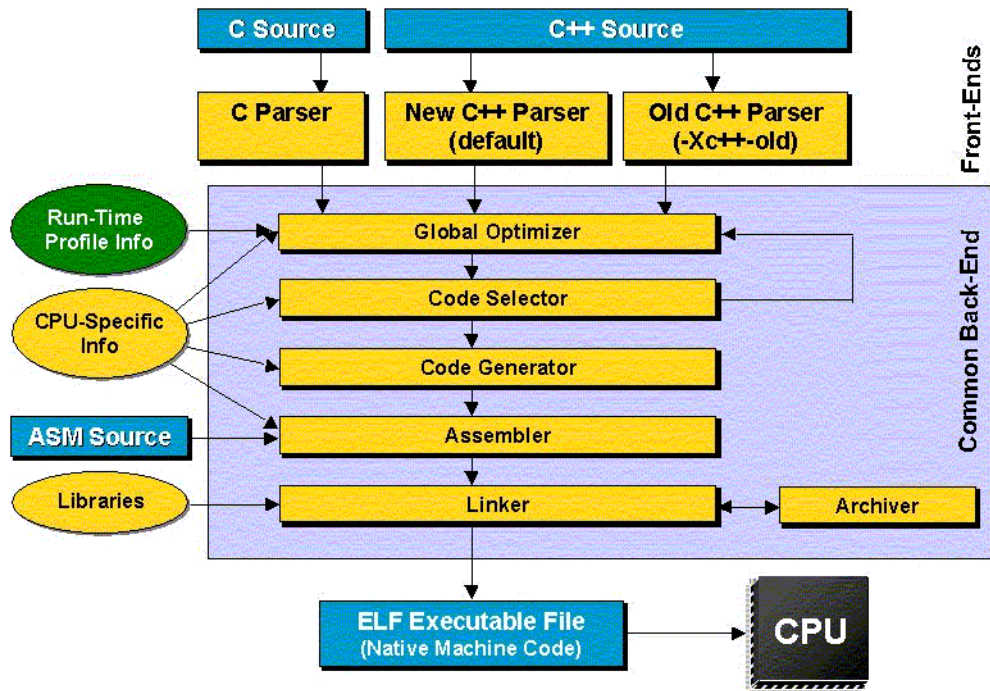 C Source
C++ Source
C Parser
New C++ Parser
(default)
Old C++ Parser
(-Xc++-old)
Front-Ends
Run-Time
Profile Info
Global Optimizer
Code Selector
CPU-Specific
Info
Code Generator
Common Back-End
ASM Source
Assembler
Libraries
Linker
Archiver
ELF Executable File
(Native Machine Code)
CPU